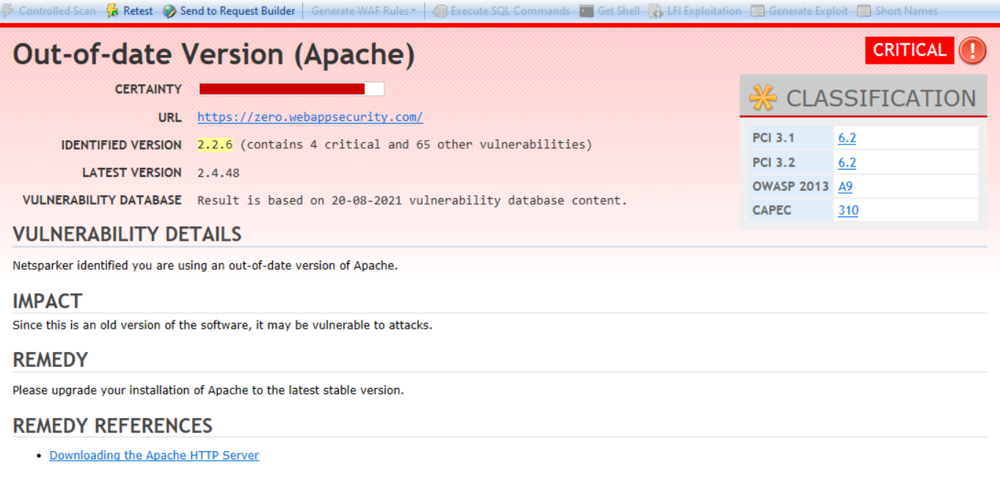 Controlled Scan Retest Send to Request Builder Generate WAF Rules Execute SQL Commands Get Shell LFI Exploitation Generate Exploit Short Names
Out-of-date Version (Apache)
CRITICAL
CERTAINTY
URL https://zero.webappsecurity.com/
IDENTIFIED VERSION 2.2.6 (contains 4 critical and 65 other vulnerabilities)
LATEST VERSION 2.4.48
VULNERABILITY DATABASE Result is based on 20-08-2021 vulnerability database content.
CLASSIFICATION
PCI 3.1 6.2
PCI 3.2 6.2
OWASP 2013 A9
CAPEC 310
VULNERABILITY DETAILS
Netsparker identified you are using an out-of-date version of Apache.
IMPACT
Since this is an old version of the software, it may be vulnerable to attacks.
REMEDY
Please upgrade your installation of Apache to the latest stable version.
REMEDY REFERENCES
• Downloading the Apache HTTP Server